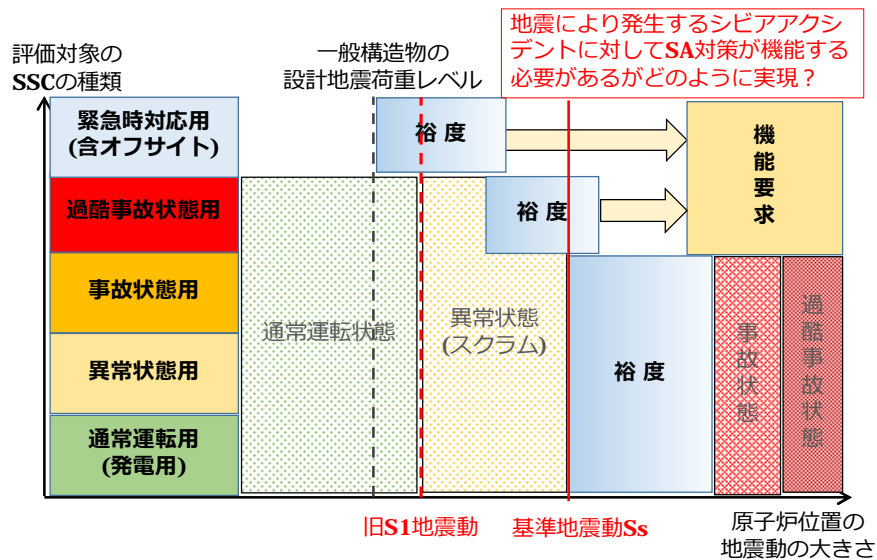 評価対象の
SSCの種類
一般構造物の
設計地震荷重レベル
地震により発生するシビアアクシ
デントに対してSA対策が機能する
必要があるがどのように実現？
緊急時対応用
(含オフサイト)
裕 度
機能要求
過酷事故状態用
裕 度
事故状態用
通常運転状態
異常状態
(スクラム)
裕 度
事故状態
過酷事故状態
異常状態用
通常運転用
(発電用)
旧S1地震動
基準地震動Ss
原子炉位置の
地震動の大きさ